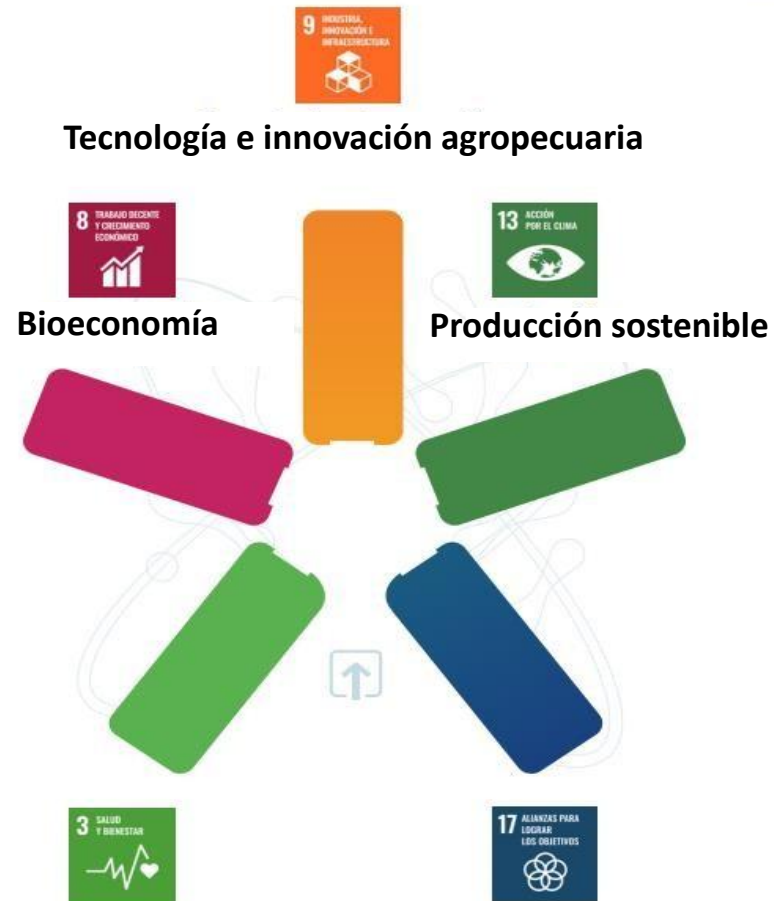 9 INDUSTRIA,
INNOVACIÓN E
INFRAESTRUCTURA
Tecnología e innovación agropecuaria
8 TRABAJO DECENTE
Y CRECIMIENTO
ECONÓMICO
13 ACCIÓN
POR EL CLIMA
Bioeconomía
Producción sostenible
3 SALUD
Y BIENESTAR
17 ALIANZAS PARA
LOGRAR
LOS OBJETIVOS